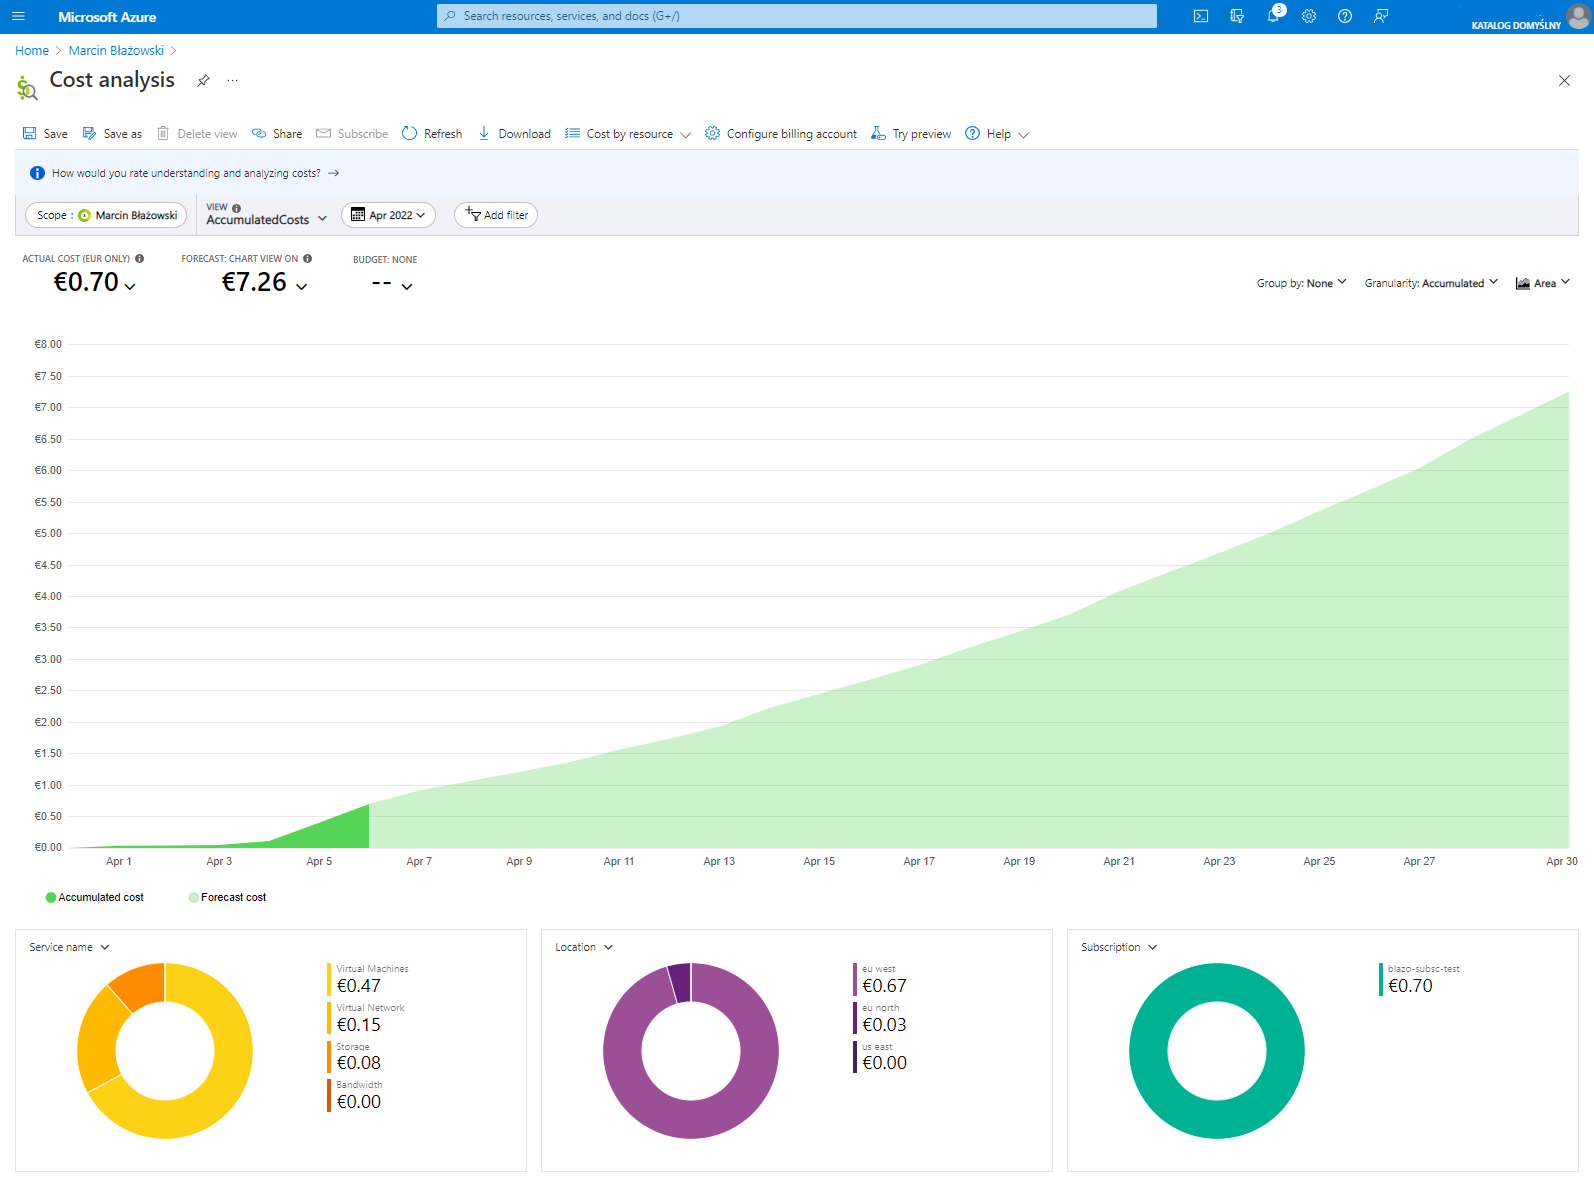 Microsoft Azure
Search resources, services, and docs (G+/)
3
KATALOG DOMYŚLNY
Home > Marcin Błażowski >
Cost analysis
Save Save as Delete view Share Subscribe Refresh Download Cost by resource Configure billing account Try preview Help
How would you rate understanding and analyzing costs? →
Scope : Marcin Błażowski
VIEW
AccumulatedCosts
Apr 2022
Add filter
ACTUAL COST (EUR ONLY)
€0.70
FORECAST: CHART VIEW ON
€7.26
BUDGET: NONE
--
Group by: None
Granularity: Accumulated
Area
€8.00
€7.50
€7.00
€6.50
€6.00
€5.50
€5.00
€4.50
€4.00
€3.50
€3.00
€2.50
€2.00
€1.50
€1.00
€0.50
€0.00
Apr 1 Apr 3 Apr 5 Apr 7 Apr 9 Apr 11 Apr 13 Apr 15 Apr 17 Apr 19 Apr 21 Apr 23 Apr 25 Apr 27 Apr 30
Accumulated cost Forecast cost
Service name
Virtual Machines
€0.47
Virtual Network
€0.15
Storage
€0.08
Bandwidth
€0.00
Location
eu west
€0.67
eu north
€0.03
us east
€0.00
Subscription
blazo-subsc-test
€0.70